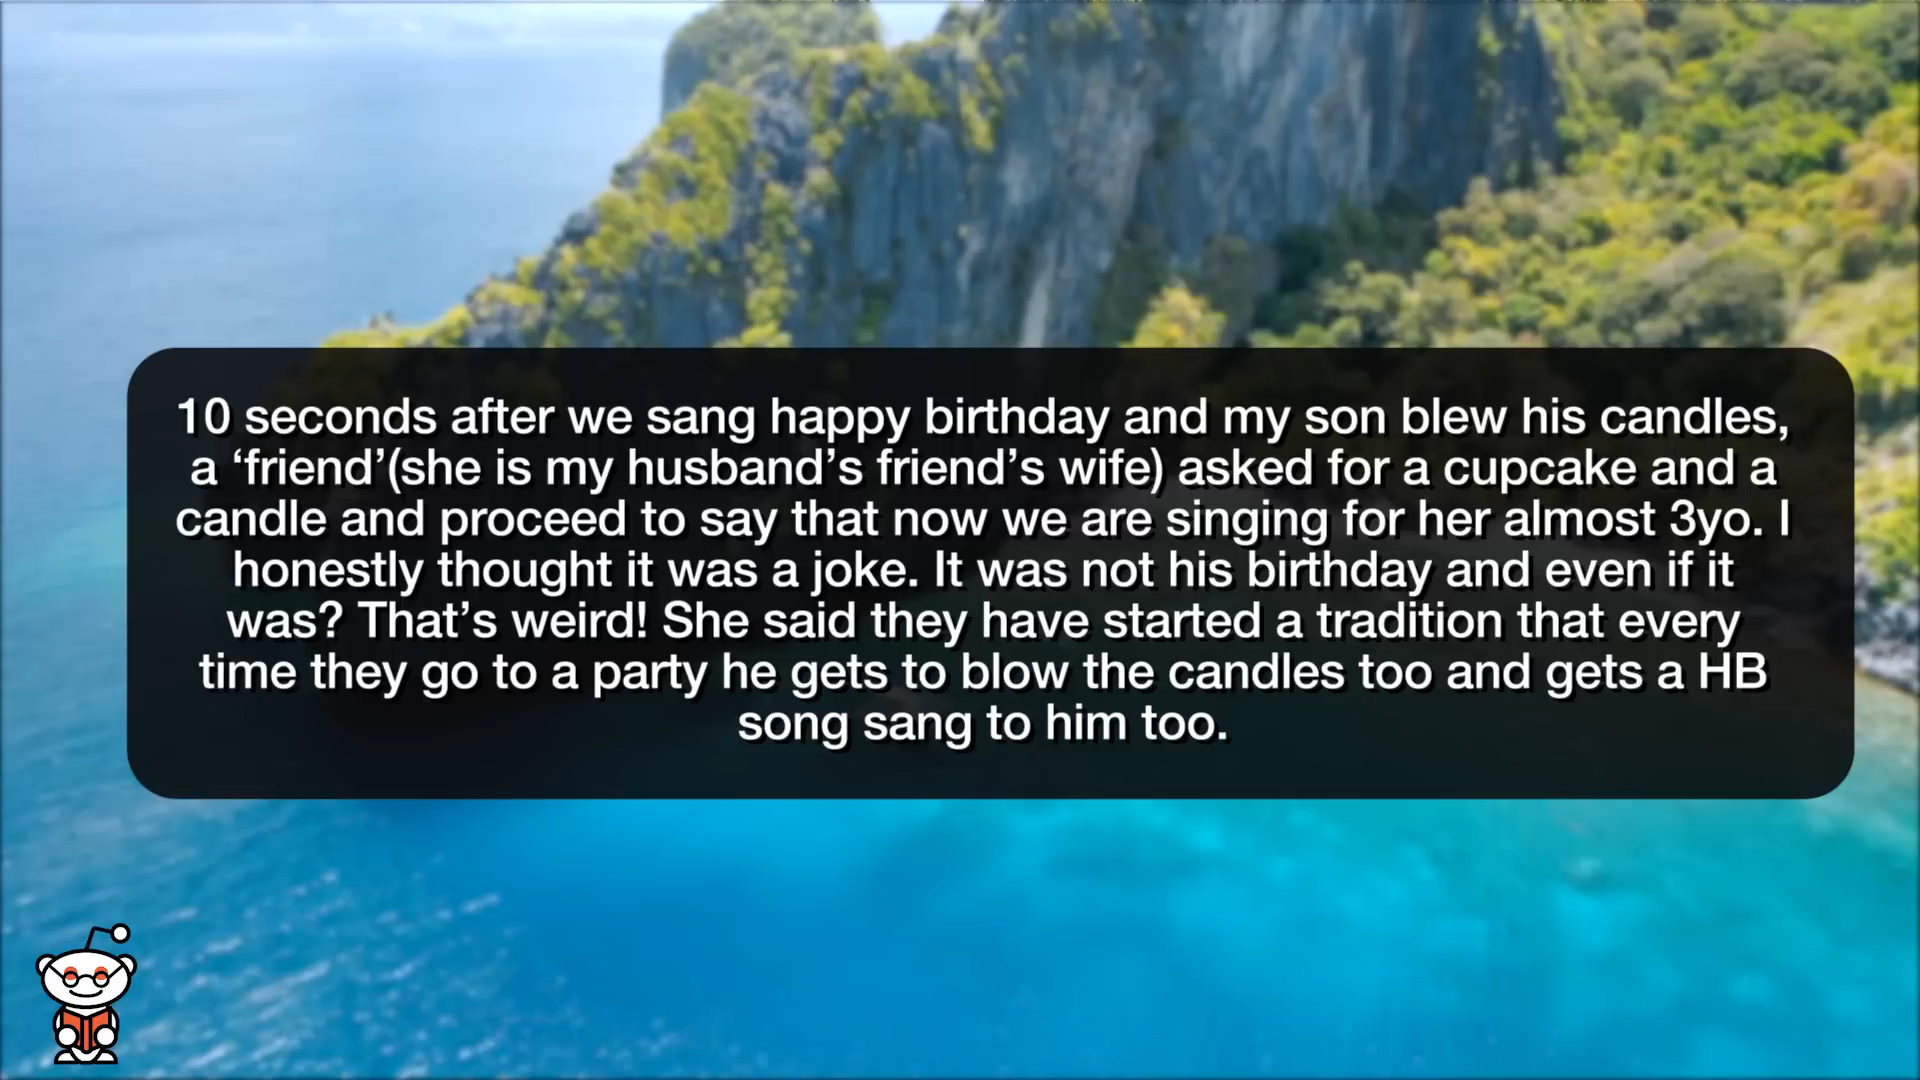 10 seconds after we sang happy birthday and my son blew his candles,
a ‘friend’(she is my husband’s friend’s wife) asked for a cupcake and a
candle and proceed to say that now we are singing for her almost 3yo. I
honestly thought it was a joke. It was not his birthday and even if it
was? That’s weird! She said they have started a tradition that every
time they go to a party he gets to blow the candles too and gets a HB
song sang to him too.